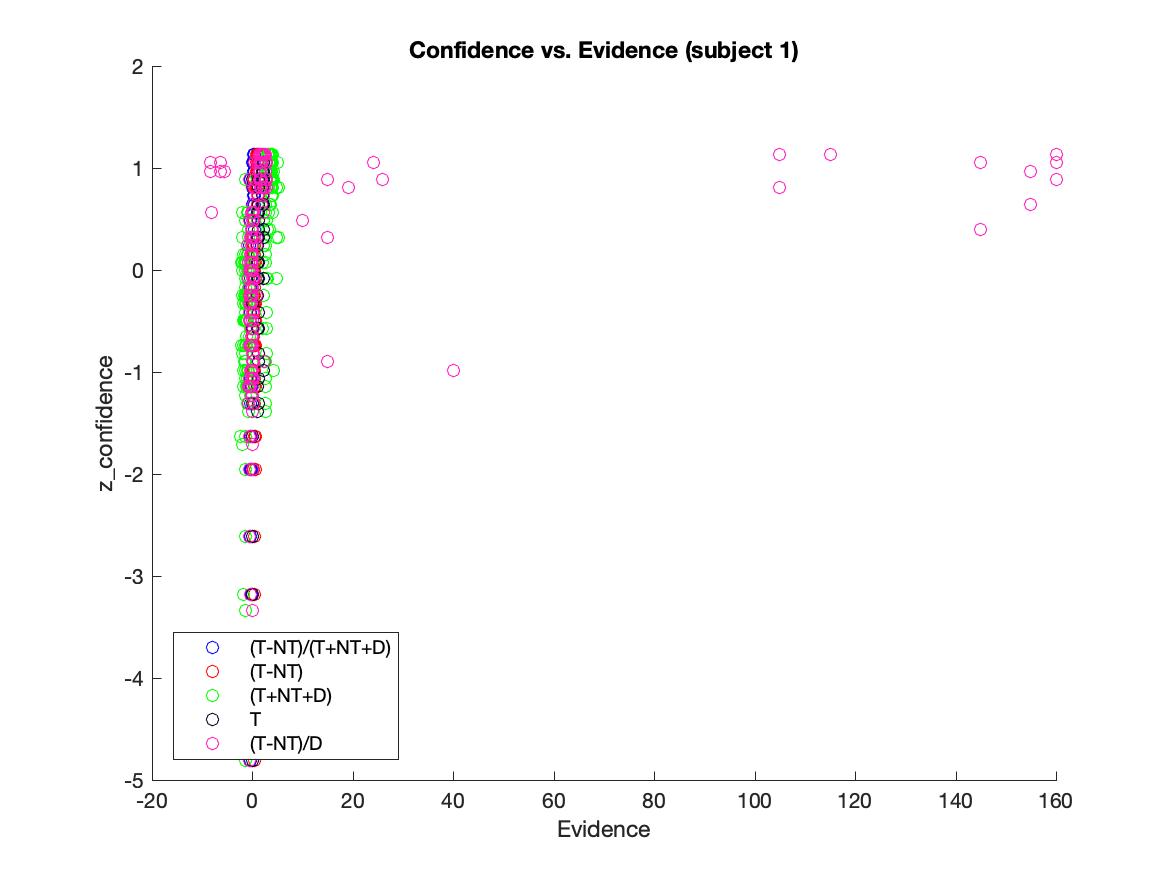 Confidence vs. Evidence (subject 1)
2
1
0
-1
-2
-3
-4
-5
z_confidence
(T-NT)/(T+NT+D)
(T-NT)
(T+NT+D)
T
(T-NT)/D
-20 0 20 40 60 80 100 120 140 160
Evidence